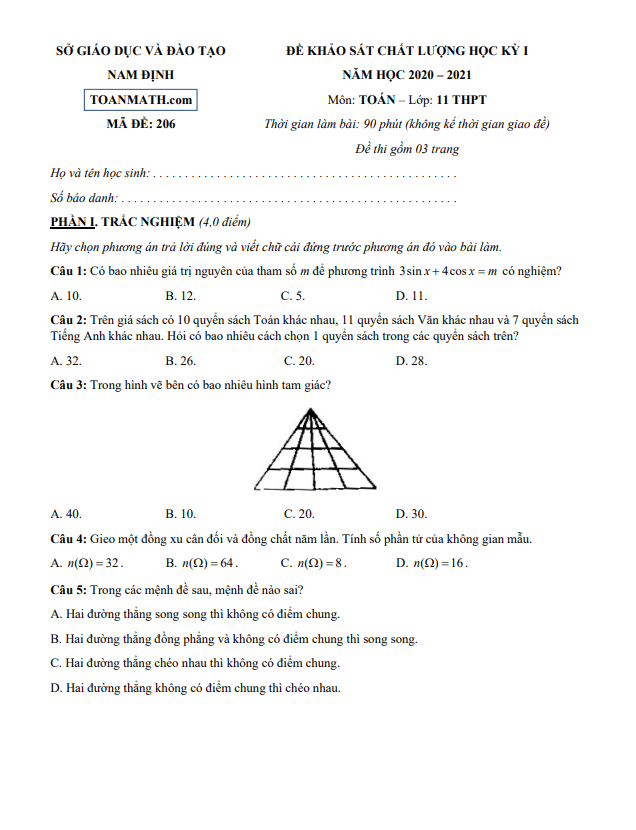 SỞ GIÁO DỤC VÀ ĐÀO TẠO
NAM ĐỊNH
TOANMATH.com
MÃ ĐỀ: 206
ĐỀ KHẢO SÁT CHẤT LƯỢNG HỌC KỲ I
NĂM HỌC 2020 – 2021
Môn: TOÁN – Lớp: 11 THPT
Thời gian làm bài: 90 phút (không kể thời gian giao đề)
Đề thi gồm 03 trang
Họ và tên học sinh: . . . . . . . . . . . . . . . . . . . . . . . . . . . . . . . . . . . . . . . . . . . . . . . .
Số báo danh: . . . . . . . . . . . . . . . . . . . . . . . . . . . . . . . . . . . . . . . . . . . . . . . . . . . . .
PHẦN I. TRẮC NGHIỆM (4,0 điểm)
Hãy chọn phương án trả lời đúng và viết chữ cái đứng trước phương án đó vào bài làm.
Câu 1: Có bao nhiêu giá trị nguyên của tham số m để phương trình 3sin x + 4cos x = m có nghiệm?
A. 10. B. 12. C. 5. D. 11.
Câu 2: Trên giá sách có 10 quyển sách Toán khác nhau, 11 quyển sách Văn khác nhau và 7 quyển sách
Tiếng Anh khác nhau. Hỏi có bao nhiêu cách chọn 1 quyển sách trong các quyển sách trên?
A. 32. B. 26. C. 20. D. 28.
Câu 3: Trong hình vẽ bên có bao nhiêu hình tam giác?
A. 40. B. 10. C. 20. D. 30.
Câu 4: Gieo một đồng xu cân đối và đồng chất năm lần. Tính số phần tử của không gian mẫu.
A. n(Ω) = 32 . B. n(Ω) = 64 . C. n(Ω) = 8 . D. n(Ω) = 16 .
Câu 5: Trong các mệnh đề sau, mệnh đề nào sai?
A. Hai đường thẳng song song thì không có điểm chung.
B. Hai đường thẳng đồng phẳng và không có điểm chung thì song song.
C. Hai đường thẳng chéo nhau thì không có điểm chung.
D. Hai đường thẳng không có điểm chung thì chéo nhau.